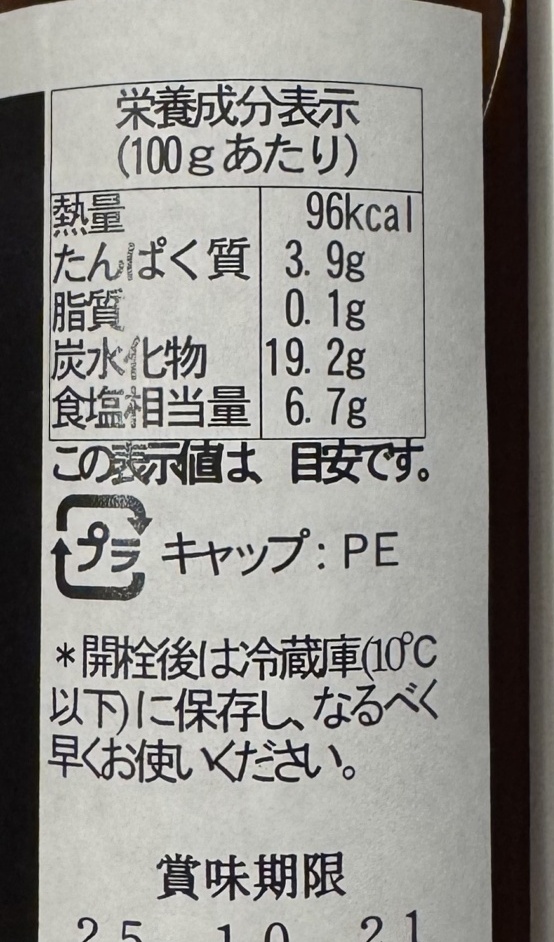 栄養成分表示
(100gあたり)
熱量 96kcal
たんぱく質 3.9g
脂質 0.1g
炭水化物 19.2g
食塩相当量 6.7g
この表示値は、目安です。
プラ キャップ:PE
*開栓後は冷蔵庫(10℃
以下)に保存し、なるべく
早くお使いください。
賞味期限
25.10.21